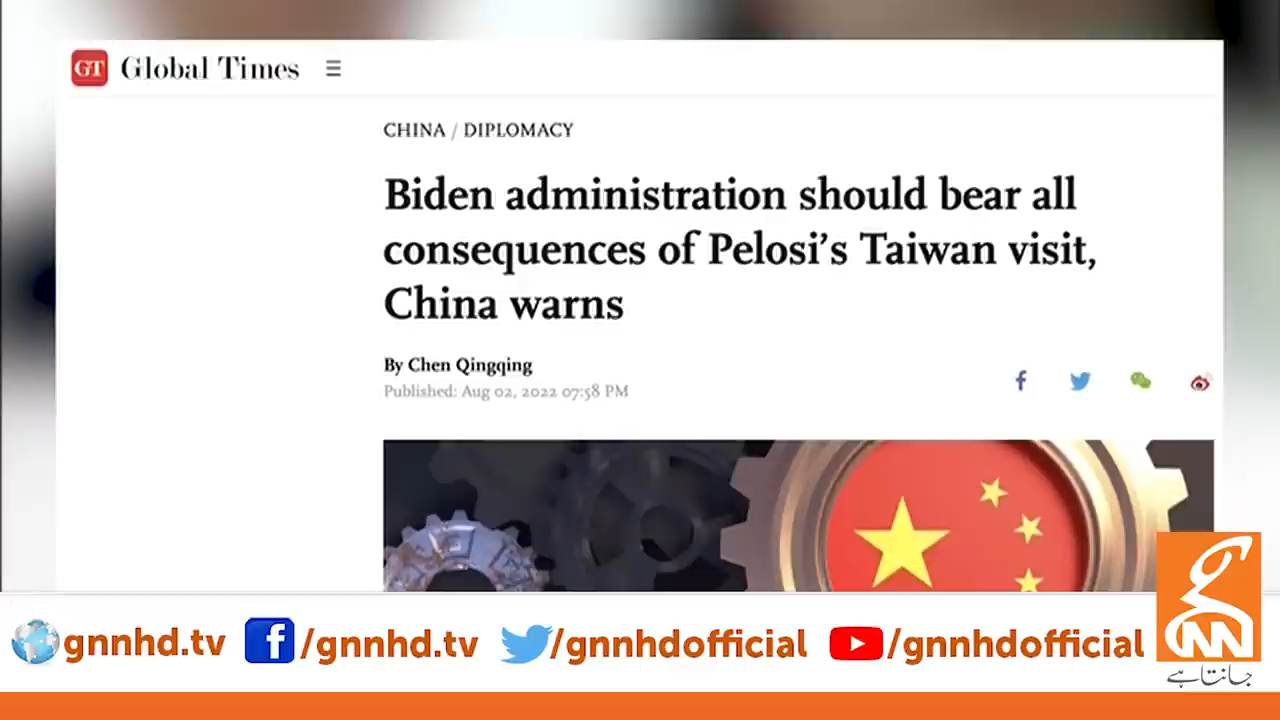 GT Global Times
CHINA / DIPLOMACY
Biden administration should bear all
consequences of Pelosi’s Taiwan visit,
China warns
By Chen Qingqing
Published: Aug 02, 2022 07:58 PM
gnnhd.tv /gnnhd.tv /gnnhdofficial /gnnhdofficial
GNN
جانتا ہے